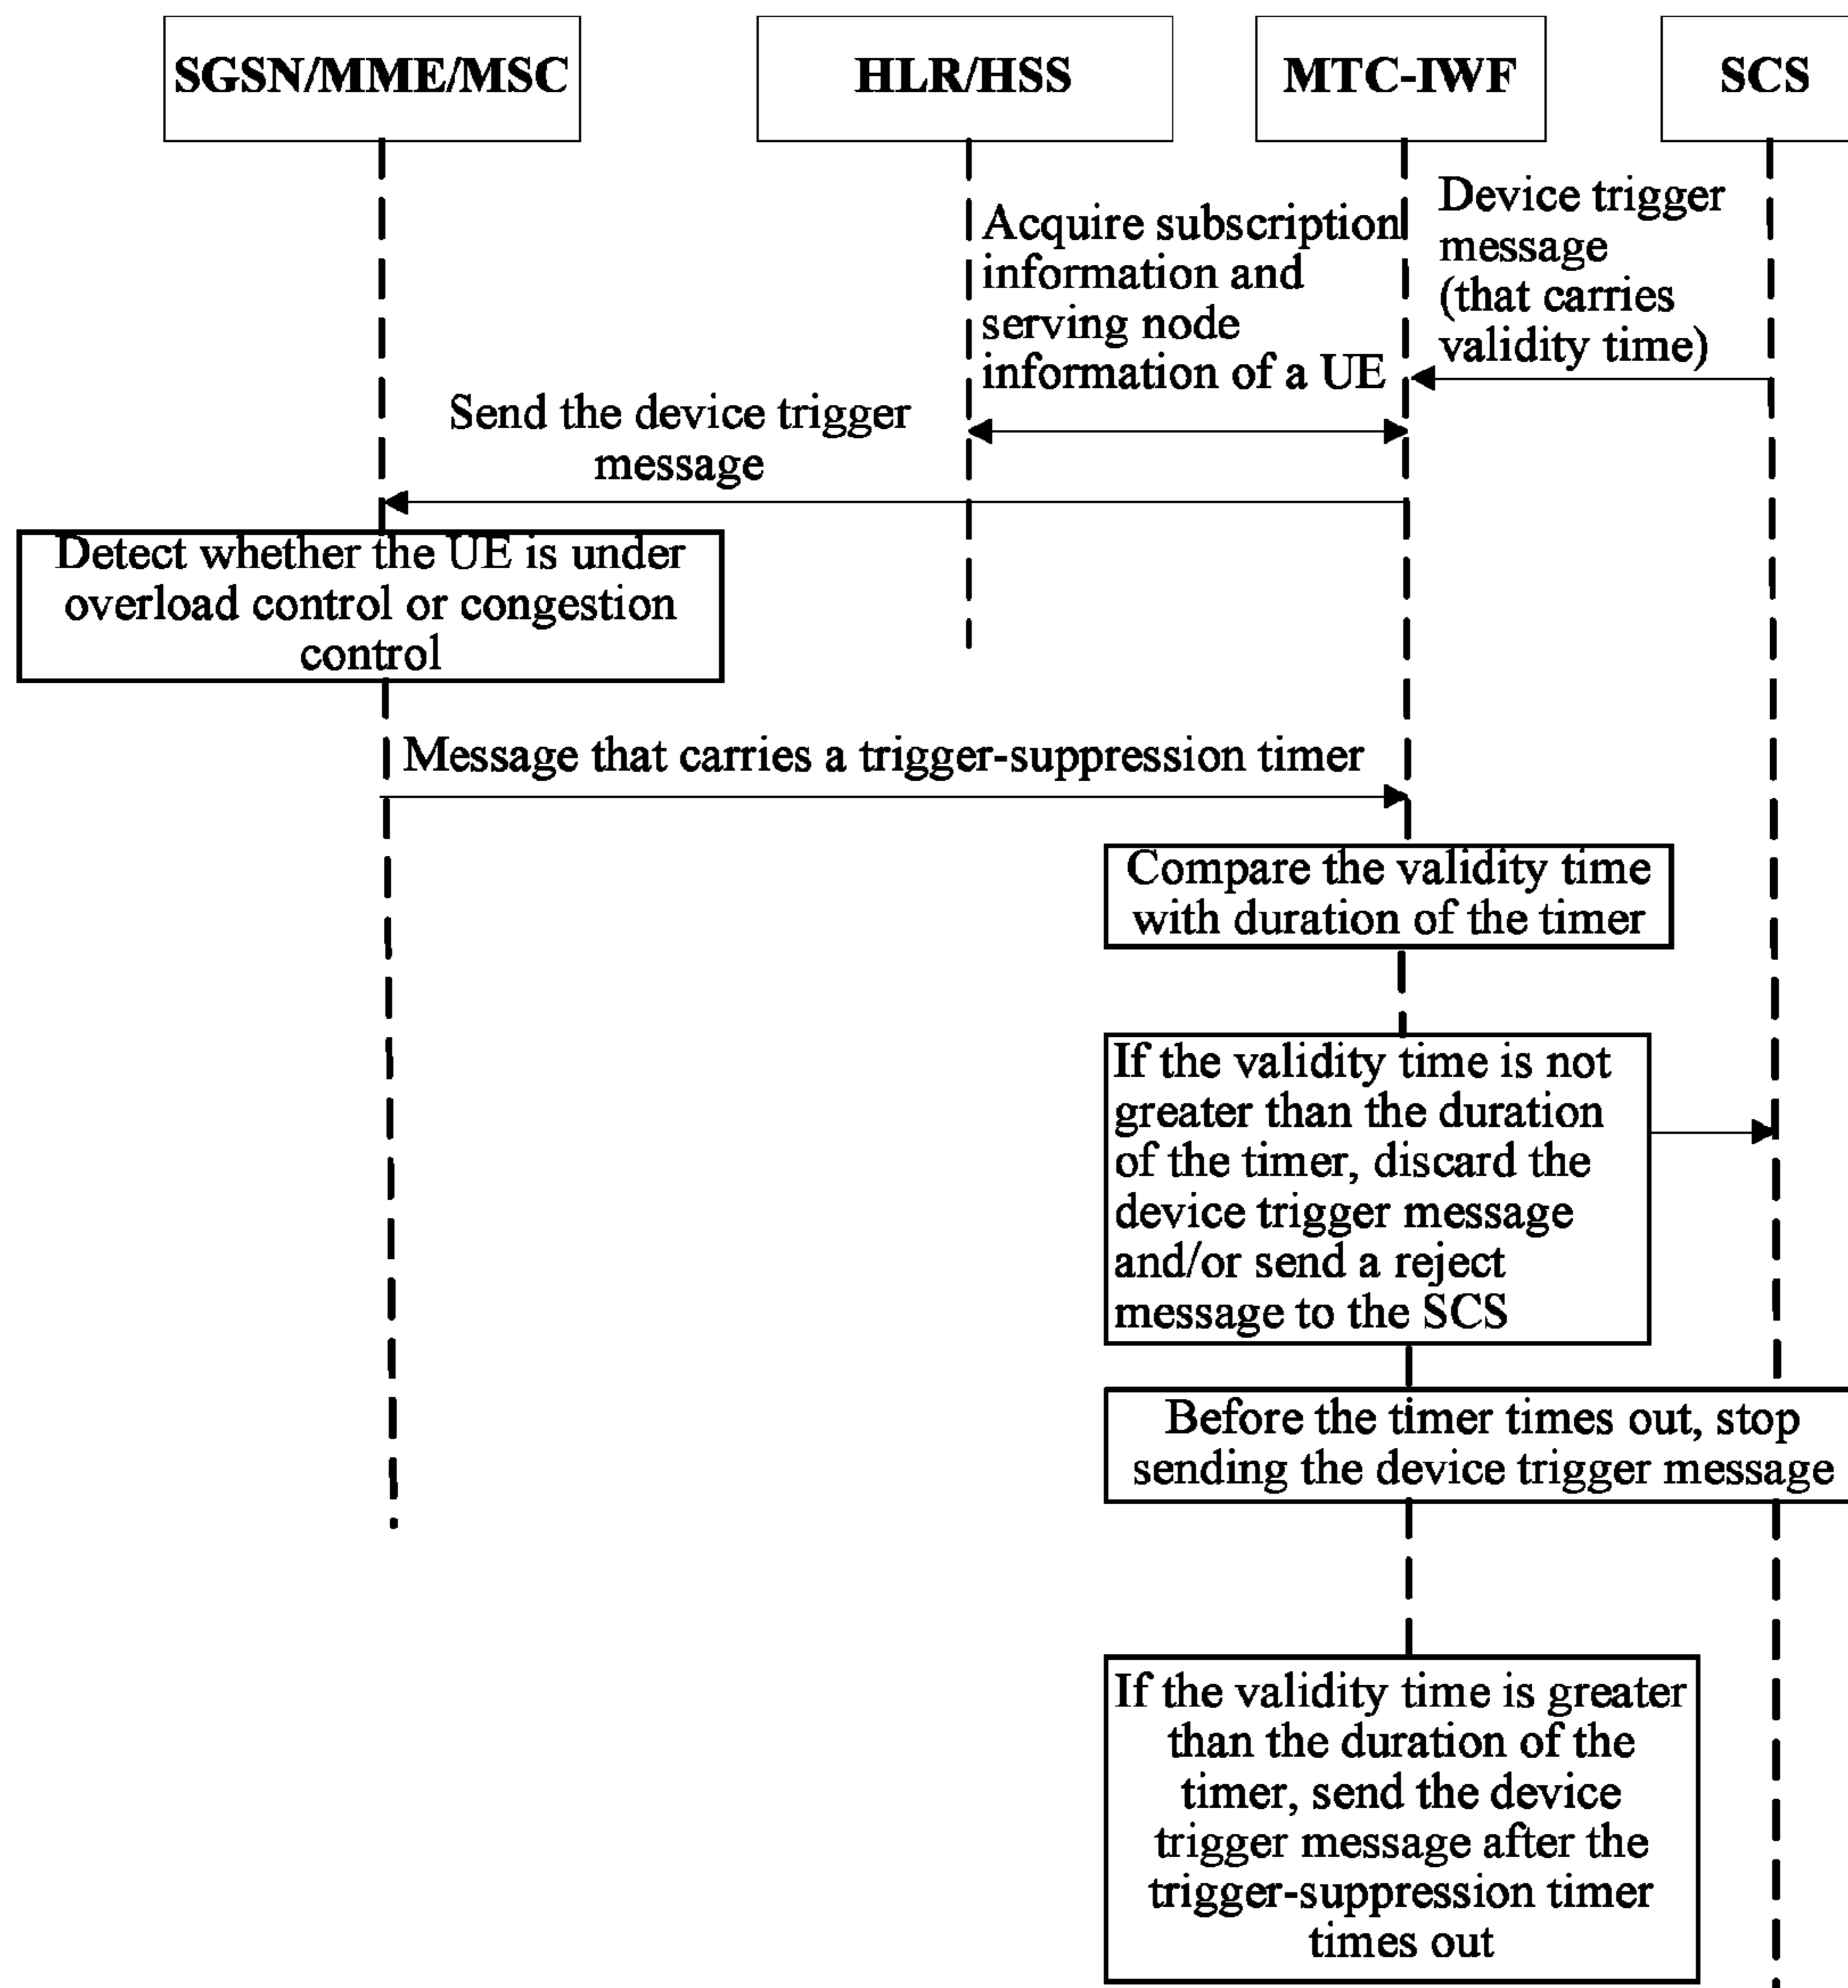 SGSN/MME/MSC
HLR/HSS
MTC-IWF
SCS
Device trigger
message
(that carries
validity time)
Acquire subscription
information and
serving node
information of a UE
Send the device trigger
message
Detect whether the UE is under
overload control or congestion
control
Message that carries a trigger-suppression timer
Compare the validity time
with duration of the timer
If the validity time is not
greater than the duration
of the timer, discard the
device trigger message
and/or send a reject
message to the SCS
Before the timer times out, stop
sending the device trigger message
If the validity time is greater
than the duration of the
timer, send the device
trigger message after the
trigger-suppression timer
times out